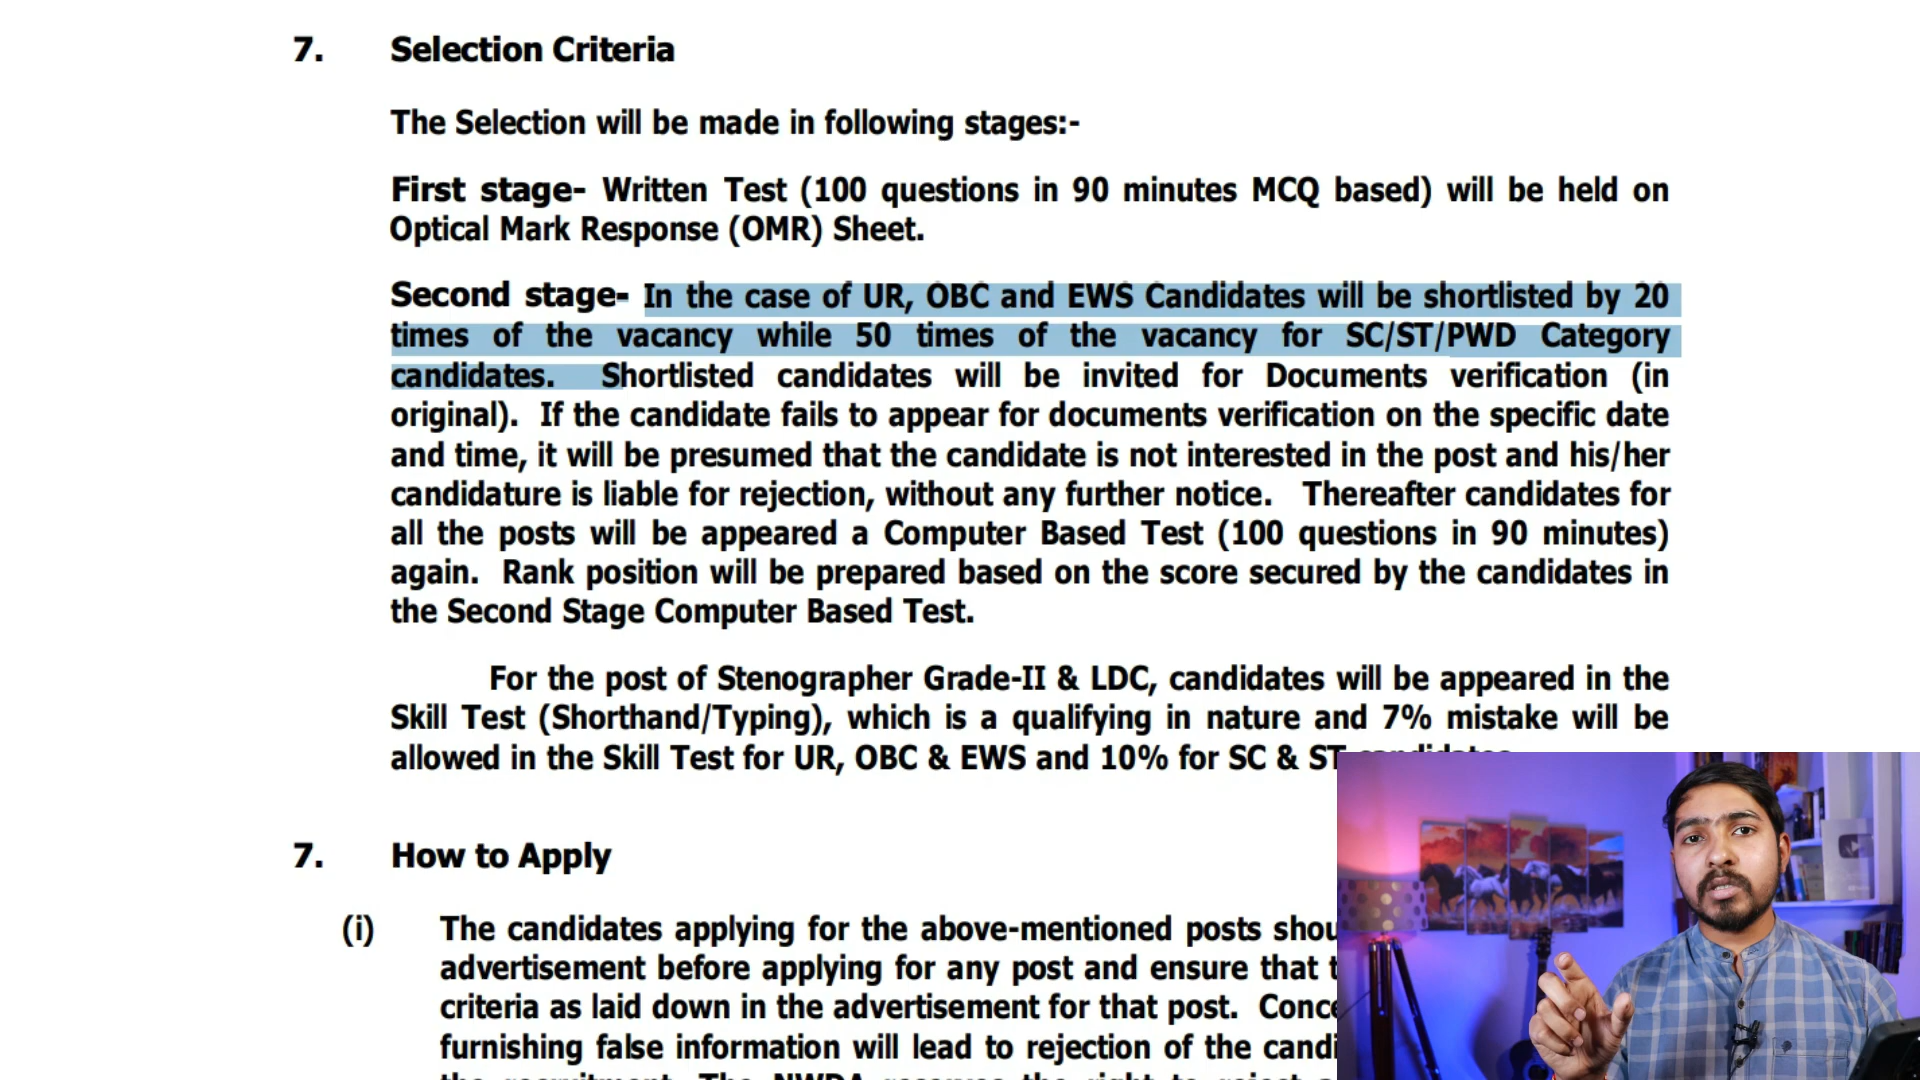 7. Selection Criteria
The Selection will be made in following stages:-
First stage- Written Test (100 questions in 90 minutes MCQ based) will be held on
Optical Mark Response (OMR) Sheet.
Second stage- In the case of UR, OBC and EWS Candidates will be shortlisted by 20
times of the vacancy while 50 times of the vacancy for SC/ST/PWD Category
candidates. Shortlisted candidates will be invited for Documents verification (in
original). If the candidate fails to appear for documents verification on the specific date
and time, it will be presumed that the candidate is not interested in the post and his/her
candidature is liable for rejection, without any further notice. Thereafter candidates for
all the posts will be appeared a Computer Based Test (100 questions in 90 minutes)
again. Rank position will be prepared based on the score secured by the candidates in
the Second Stage Computer Based Test.
For the post of Stenographer Grade-II & LDC, candidates will be appeared in the
Skill Test (Shorthand/Typing), which is a qualifying in nature and 7% mistake will be
allowed in the Skill Test for UR, OBC & EWS and 10% for SC & ST candidates
7. How to Apply
(i) The candidates applying for the above-mentioned posts shou
advertisement before applying for any post and ensure that t
criteria as laid down in the advertisement for that post. Conce
furnishing false information will lead to rejection of the candi
the recruitment. The NWDA reserves the right to reject